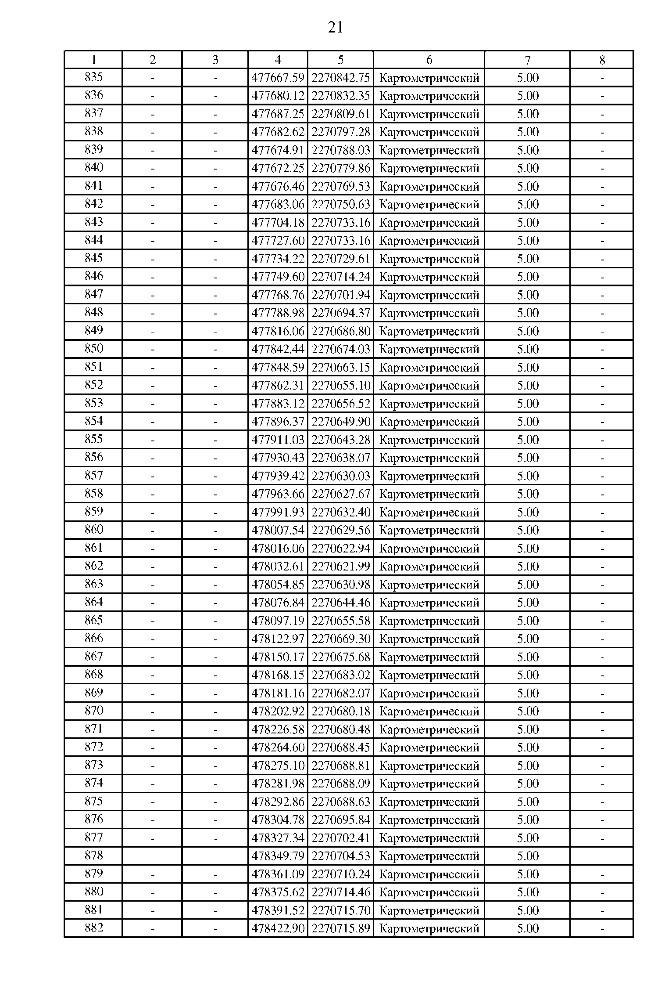 21
1 2 3 4 5 6 7 8
835 - - 477667.59 2270842.75 Картометрический 5.00 -
836 - - 477680.12 2270832.35 Картометрический 5.00 -
837 - - 477687.25 2270809.61 Картометрический 5.00 -
838 - - 477682.62 2270797.28 Картометрический 5.00 -
839 - - 477674.91 2270788.03 Картометрический 5.00 -
840 - - 477672.25 2270779.86 Картометрический 5.00 -
841 - - 477676.46 2270769.53 Картометрический 5.00 -
842 - - 477683.06 2270750.63 Картометрический 5.00 -
843 - - 477704.18 2270733.16 Картометрический 5.00 -
844 - - 477727.60 2270733.16 Картометрический 5.00 -
845 - - 477734.22 2270729.61 Картометрический 5.00 -
846 - - 477749.60 2270714.24 Картометрический 5.00 -
847 - - 477768.76 2270701.94 Картометрический 5.00 -
848 - - 477788.98 2270694.37 Картометрический 5.00 -
849 - - 477816.06 2270686.80 Картометрический 5.00 -
850 - - 477842.44 2270674.03 Картометрический 5.00 -
851 - - 477848.59 2270663.15 Картометрический 5.00 -
852 - - 477862.31 2270655.10 Картометрический 5.00 -
853 - - 477883.12 2270656.52 Картометрический 5.00 -
854 - - 477896.37 2270649.90 Картометрический 5.00 -
855 - - 477911.03 2270643.28 Картометрический 5.00 -
856 - - 477930.43 2270638.07 Картометрический 5.00 -
857 - - 477939.42 2270630.03 Картометрический 5.00 -
858 - - 477963.66 2270627.67 Картометрический 5.00 -
859 - - 477991.93 2270632.40 Картометрический 5.00 -
860 - - 478007.54 2270629.56 Картометрический 5.00 -
861 - - 478016.06 2270622.94 Картометрический 5.00 -
862 - - 478032.61 2270621.99 Картометрический 5.00 -
863 - - 478054.85 2270630.98 Картометрический 5.00 -
864 - - 478076.84 2270644.46 Картометрический 5.00 -
865 - - 478097.19 2270655.58 Картометрический 5.00 -
866 - - 478122.97 2270669.30 Картометрический 5.00 -
867 - - 478150.17 2270675.68 Картометрический 5.00 -
868 - - 478168.15 2270683.02 Картометрический 5.00 -
869 - - 478181.16 2270682.07 Картометрический 5.00 -
870 - - 478202.92 2270680.18 Картометрический 5.00 -
871 - - 478226.58 2270680.48 Картометрический 5.00 -
872 - - 478264.60 2270688.45 Картометрический 5.00 -
873 - - 478275.10 2270688.81 Картометрический 5.00 -
874 - - 478281.98 2270688.09 Картометрический 5.00 -
875 - - 478292.86 2270688.63 Картометрический 5.00 -
876 - - 478304.78 2270695.84 Картометрический 5.00 -
877 - - 478327.34 2270702.41 Картометрический 5.00 -
878 - - 478349.79 2270704.53 Картометрический 5.00 -
879 - - 478361.09 2270710.24 Картометрический 5.00 -
880 - - 478375.62 2270714.46 Картометрический 5.00 -
881 - - 478391.52 2270715.70 Картометрический 5.00 -
882 - - 478422.90 2270715.89 Картометрический 5.00 -